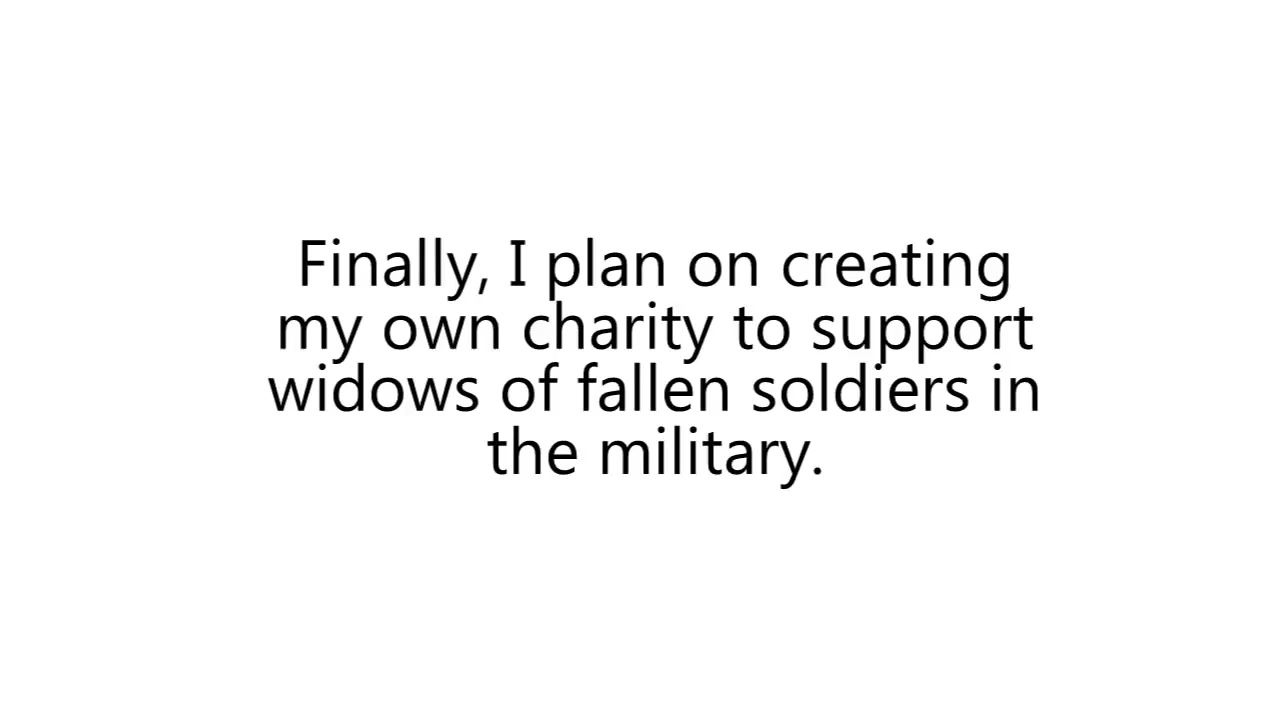 Finally, I plan on creating
my own charity to support
widows of fallen soldiers in
the military.